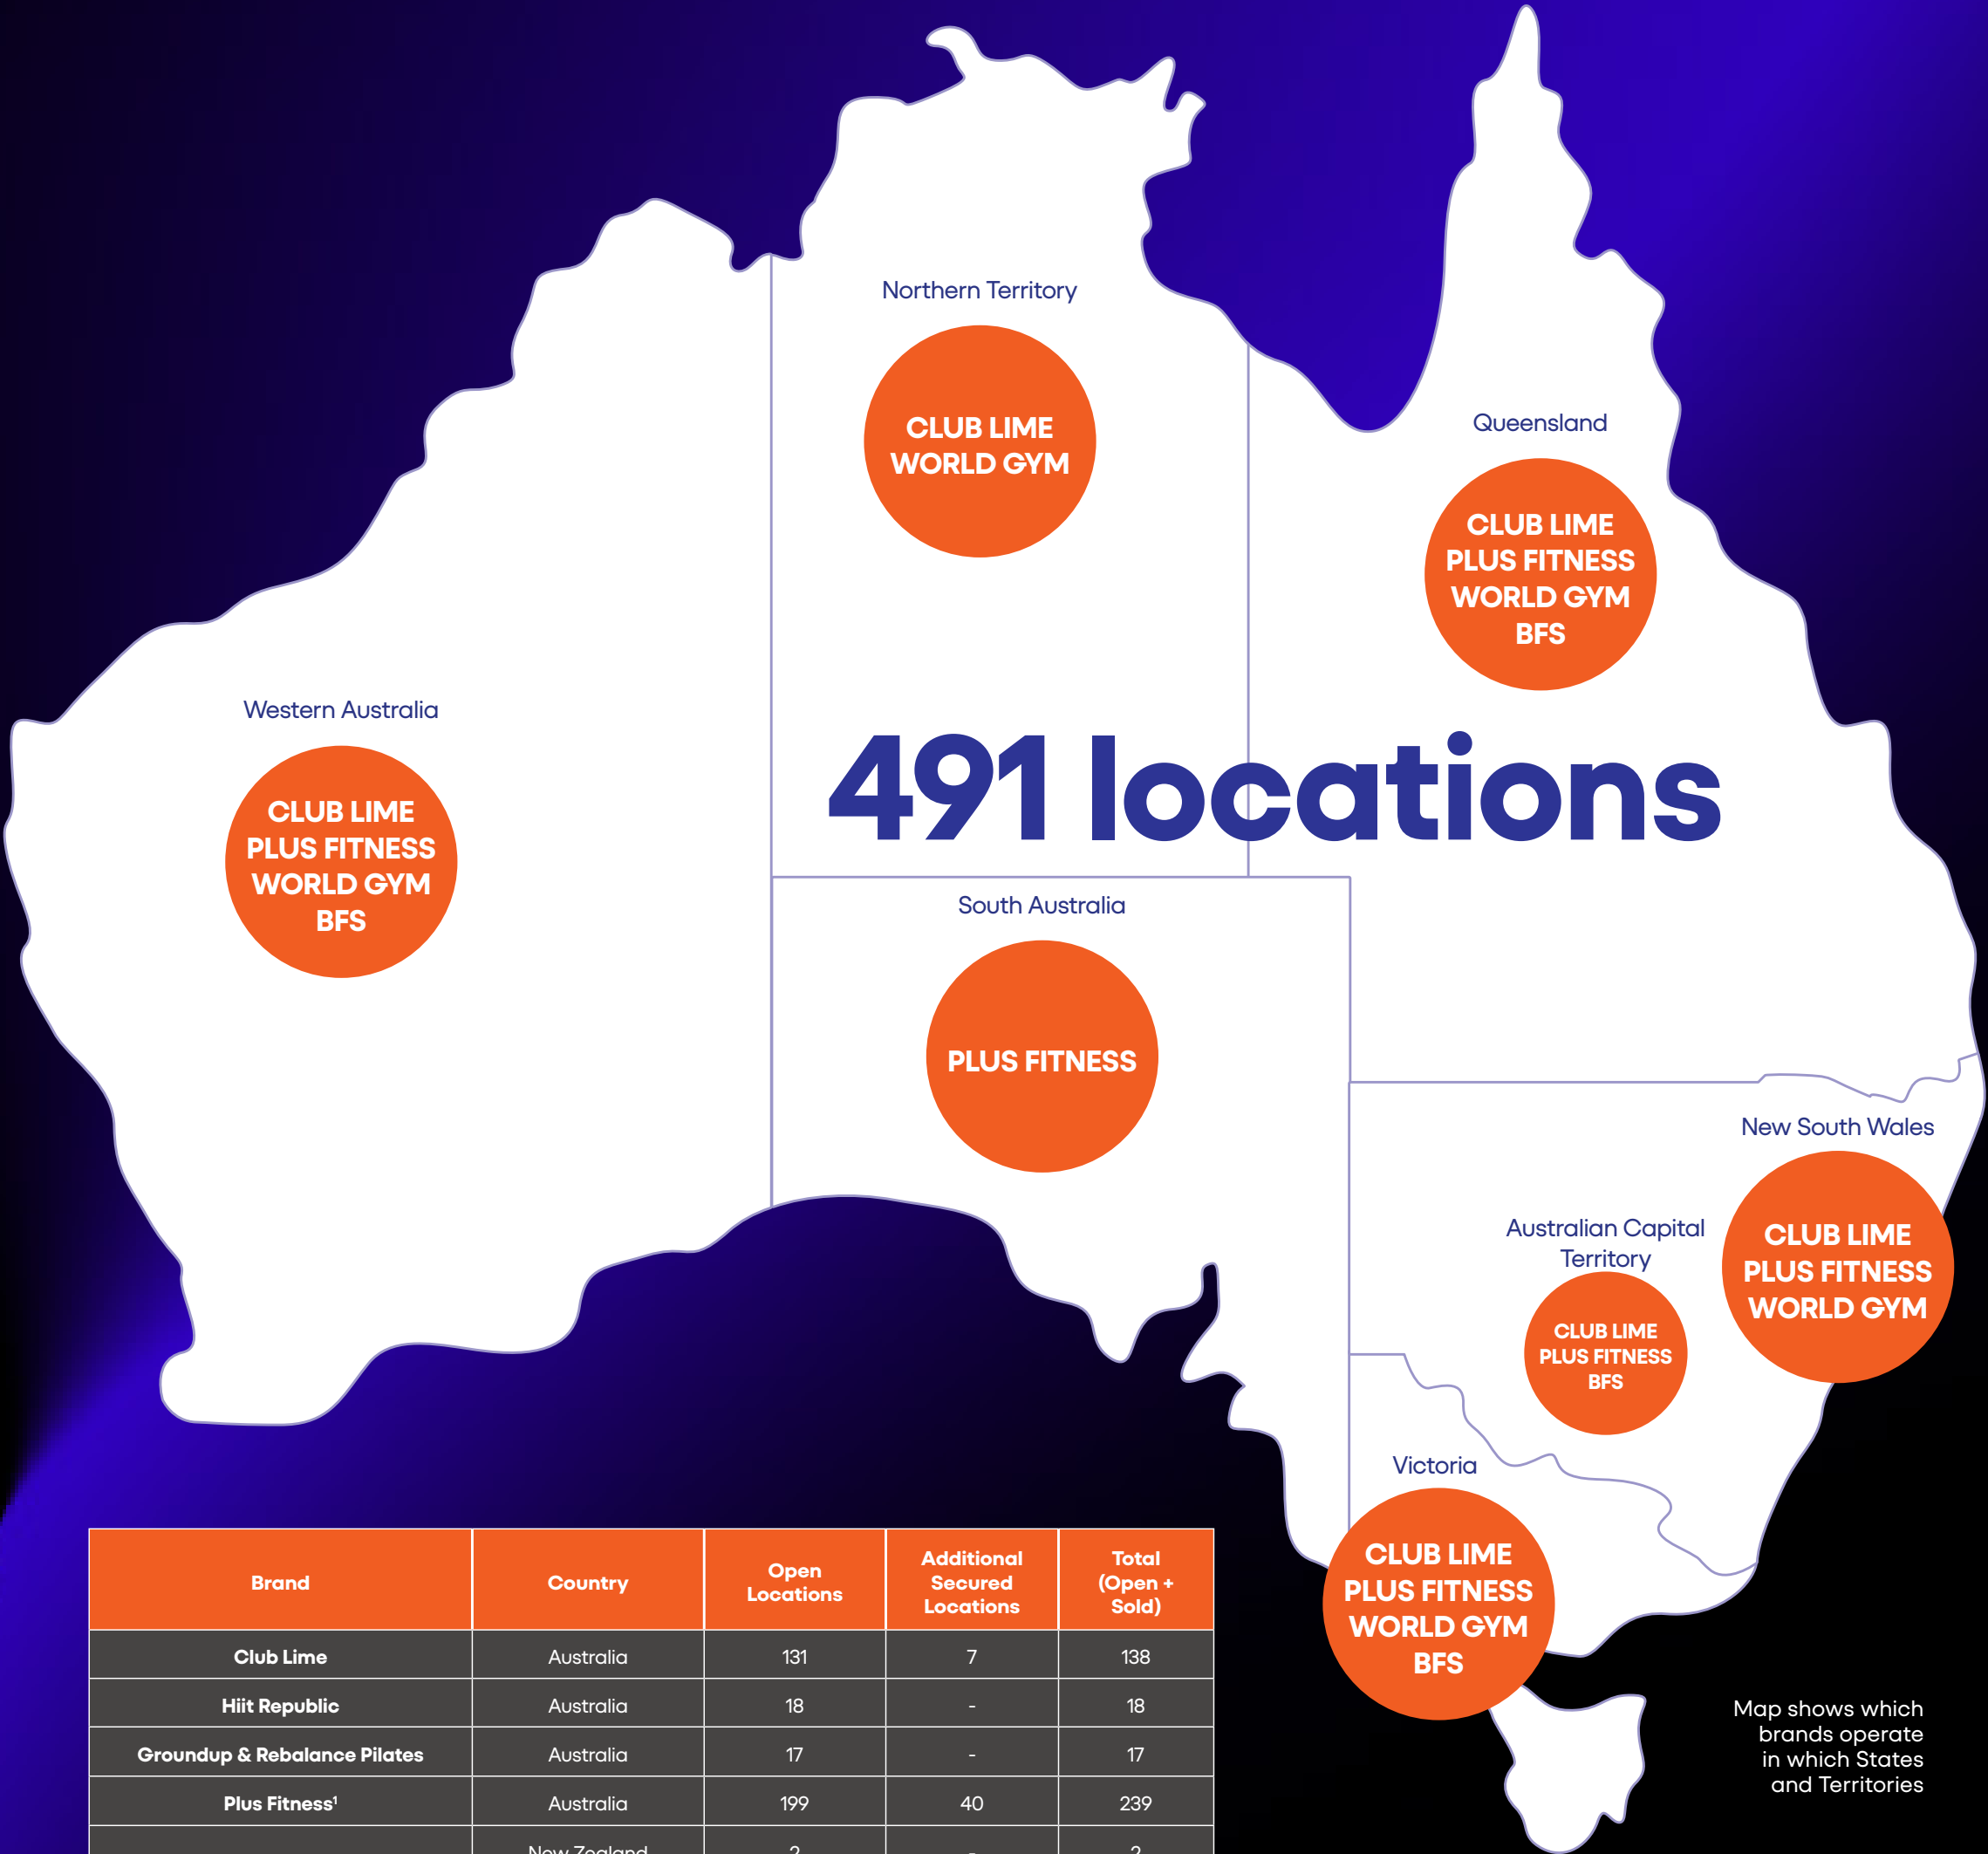 Northern Territory
CLUB LIME
WORLD GYM
Queensland
CLUB LIME
PLUS FITNESS
WORLD GYM
BFS
Western Australia
CLUB LIME
PLUS FITNESS
WORLD GYM
BFS
491 locations
South Australia
PLUS FITNESS
New South Wales
CLUB LIME
PLUS FITNESS
WORLD GYM
Australian Capital
Territory
CLUB LIME
PLUS FITNESS
BFS
Victoria
CLUB LIME
PLUS FITNESS
WORLD GYM
BFS
Brand Country Open Locations Additional Secured Locations Total (Open + Sold)
Club Lime Australia 131 7 138
Hiit Republic Australia 18 - 18
Groundup & Rebalance Pilates Australia 17 - 17
Plus Fitness¹ Australia 199 40 239
New Zealand 2 - 2
Map shows which
brands operate
in which States
and Territories